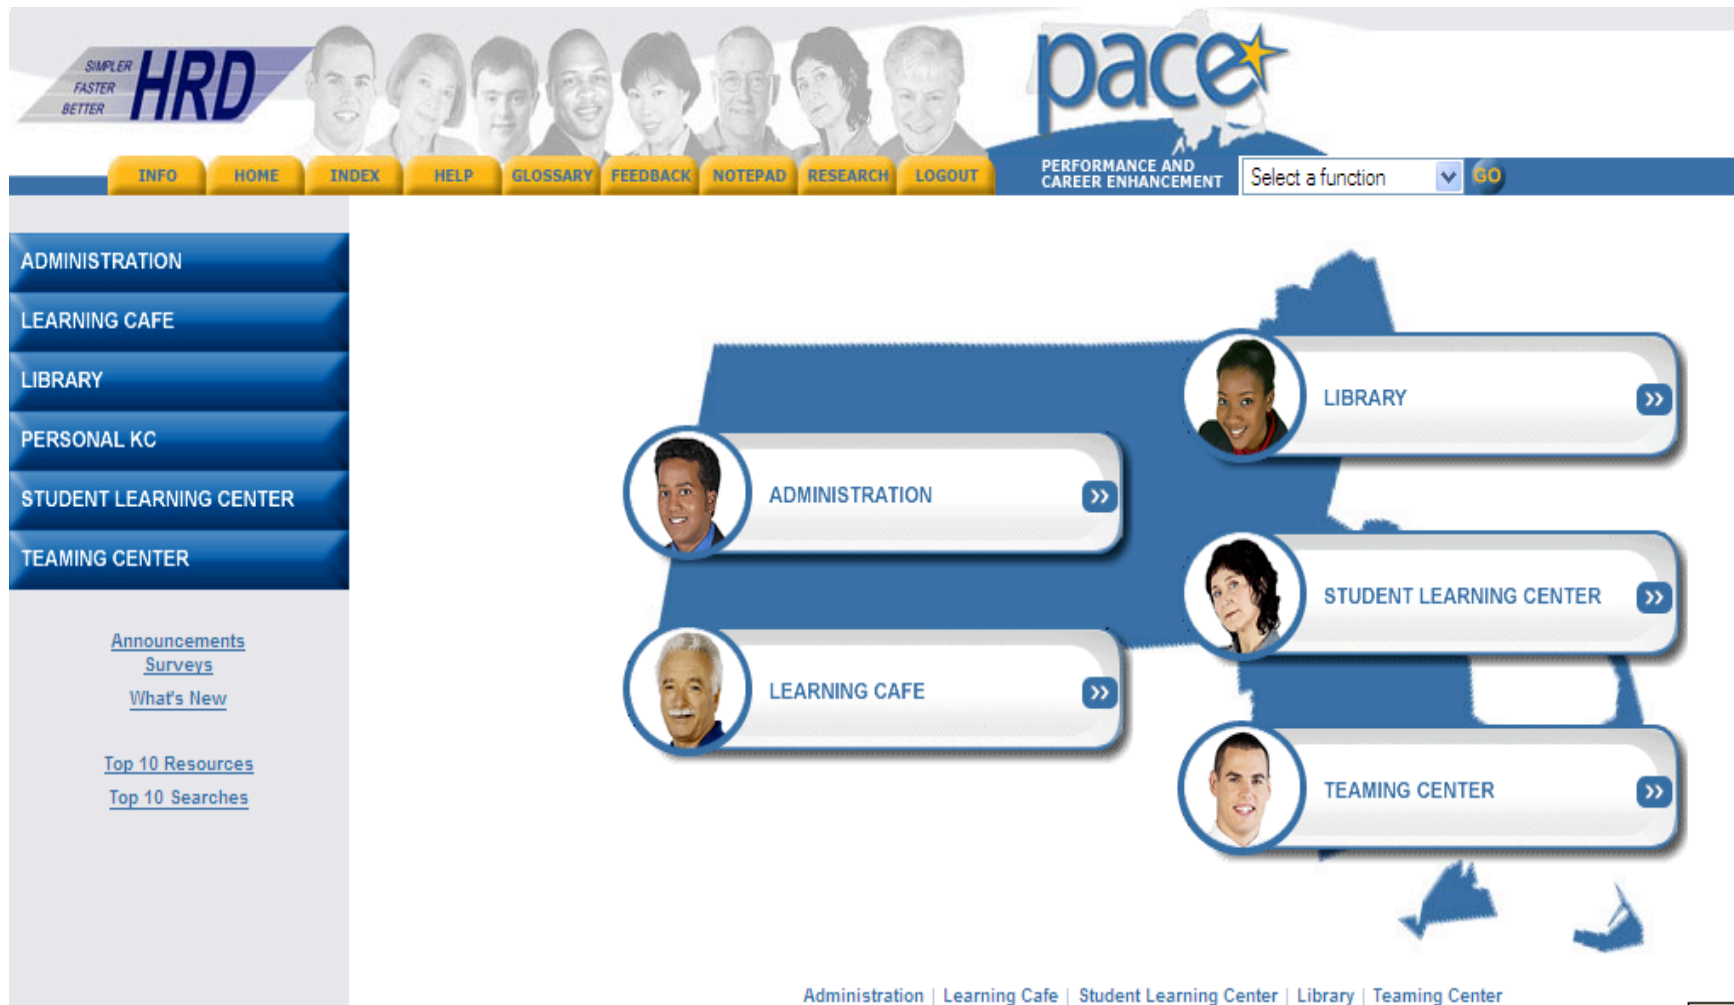 SIMPLER
FASTER
BETTER
HRD
pace
INFO HOME INDEX HELP GLOSSARY FEEDBACK NOTEPAD RESEARCH LOGOUT
PERFORMANCE AND
CAREER ENHANCEMENT
Select a function
GO
ADMINISTRATION
LEARNING CAFE
LIBRARY
PERSONAL KC
STUDENT LEARNING CENTER
TEAMING CENTER
Announcements
Surveys
What's New
Top 10 Resources
Top 10 Searches
ADMINISTRATION
LEARNING CAFE
LIBRARY
STUDENT LEARNING CENTER
TEAMING CENTER
Administration | Learning Cafe | Student Learning Center | Library | Teaming Center